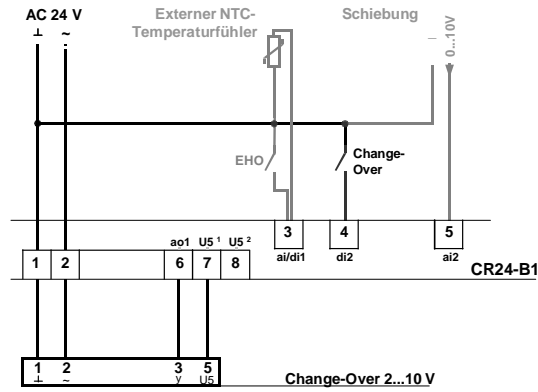 AC 24 V
⊥ ~
Externer NTC-
Temperaturfühler
Schiebung
– 0...10V
EHO
Change-
Over
3 4 5
ai/di1 di2 ai2
ao1 U5 ¹ U5 ²
1 2 6 7 8
CR24-B1
1 2 3 5
⊥ ~ y U5
Change-Over 2...10 V